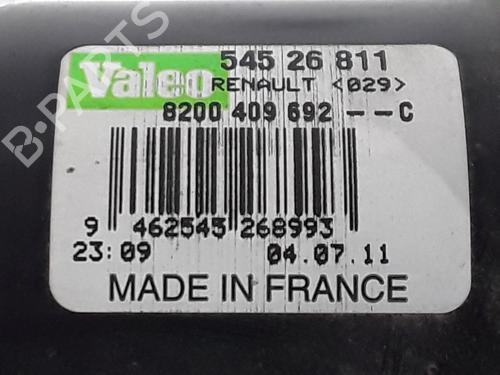 Valeo 545 26 811
RENAULT <029>
8200 409 692 --C
9 462545 268993
23:09 04.07.11
MADE IN FRANCE
B-PARTS